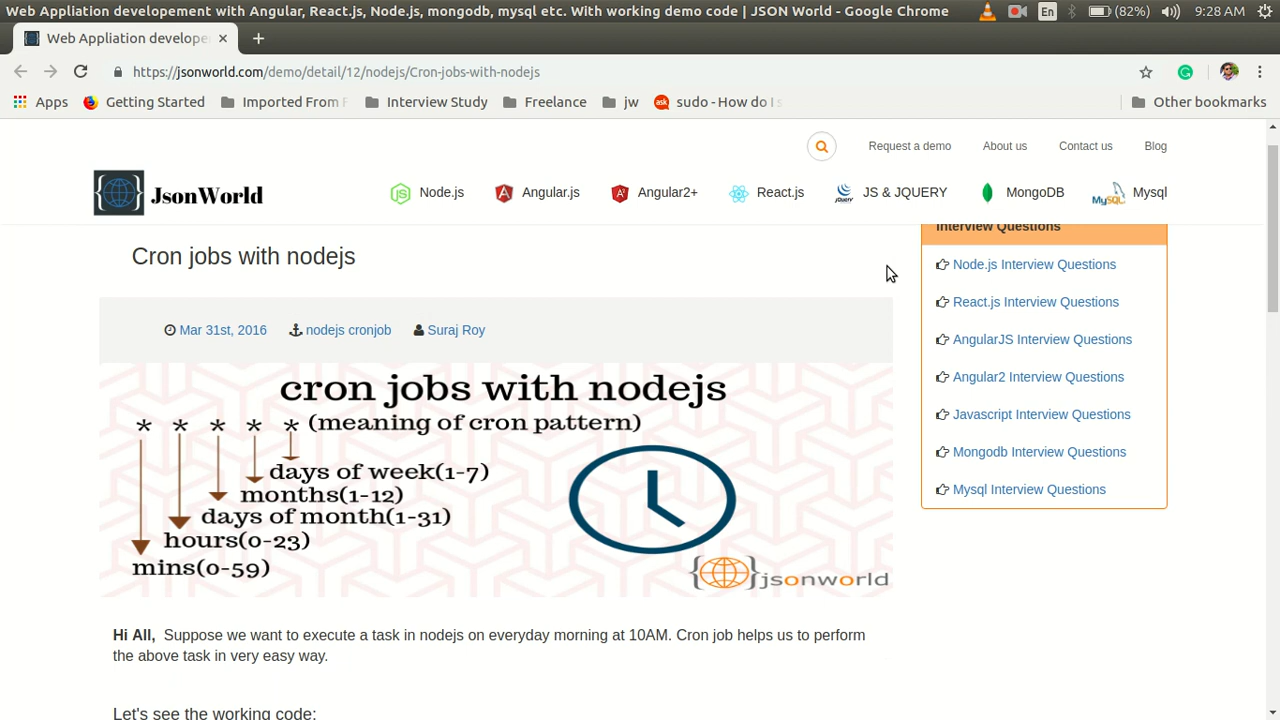 Web Appliation developement with Angular, React.js, Node.js, mongodb, mysql etc. With working demo code | JSON World - Google Chrome
En
(82%)
9:28 AM
Web Appliation develope
https://jsonworld.com/demo/detail/12/nodejs/Cron-jobs-with-nodejs
Apps
Getting Started
Imported From F
Interview Study
Freelance
jw
ask
sudo - How do I s
Other bookmarks
Request a demo
About us
Contact us
Blog
JsonWorld
Node.js
Angular.js
Angular2+
React.js
jQuery
JS & JQUERY
MongoDB
MySQL
Mysql
Cron jobs with nodejs
Interview Questions
Mar 31st, 2016
nodejs cronjob
Suraj Roy
Node.js Interview Questions
React.js Interview Questions
AngularJS Interview Questions
Angular2 Interview Questions
Javascript Interview Questions
Mongodb Interview Questions
Mysql Interview Questions
cron jobs with nodejs
* * * * * (meaning of cron pattern)
days of week(1-7)
months(1-12)
days of month(1-31)
hours(0-23)
mins(0-59)
jsonworld
Hi All, Suppose we want to execute a task in nodejs on everyday morning at 10AM. Cron job helps us to perform
the above task in very easy way.
Let's see the working code: